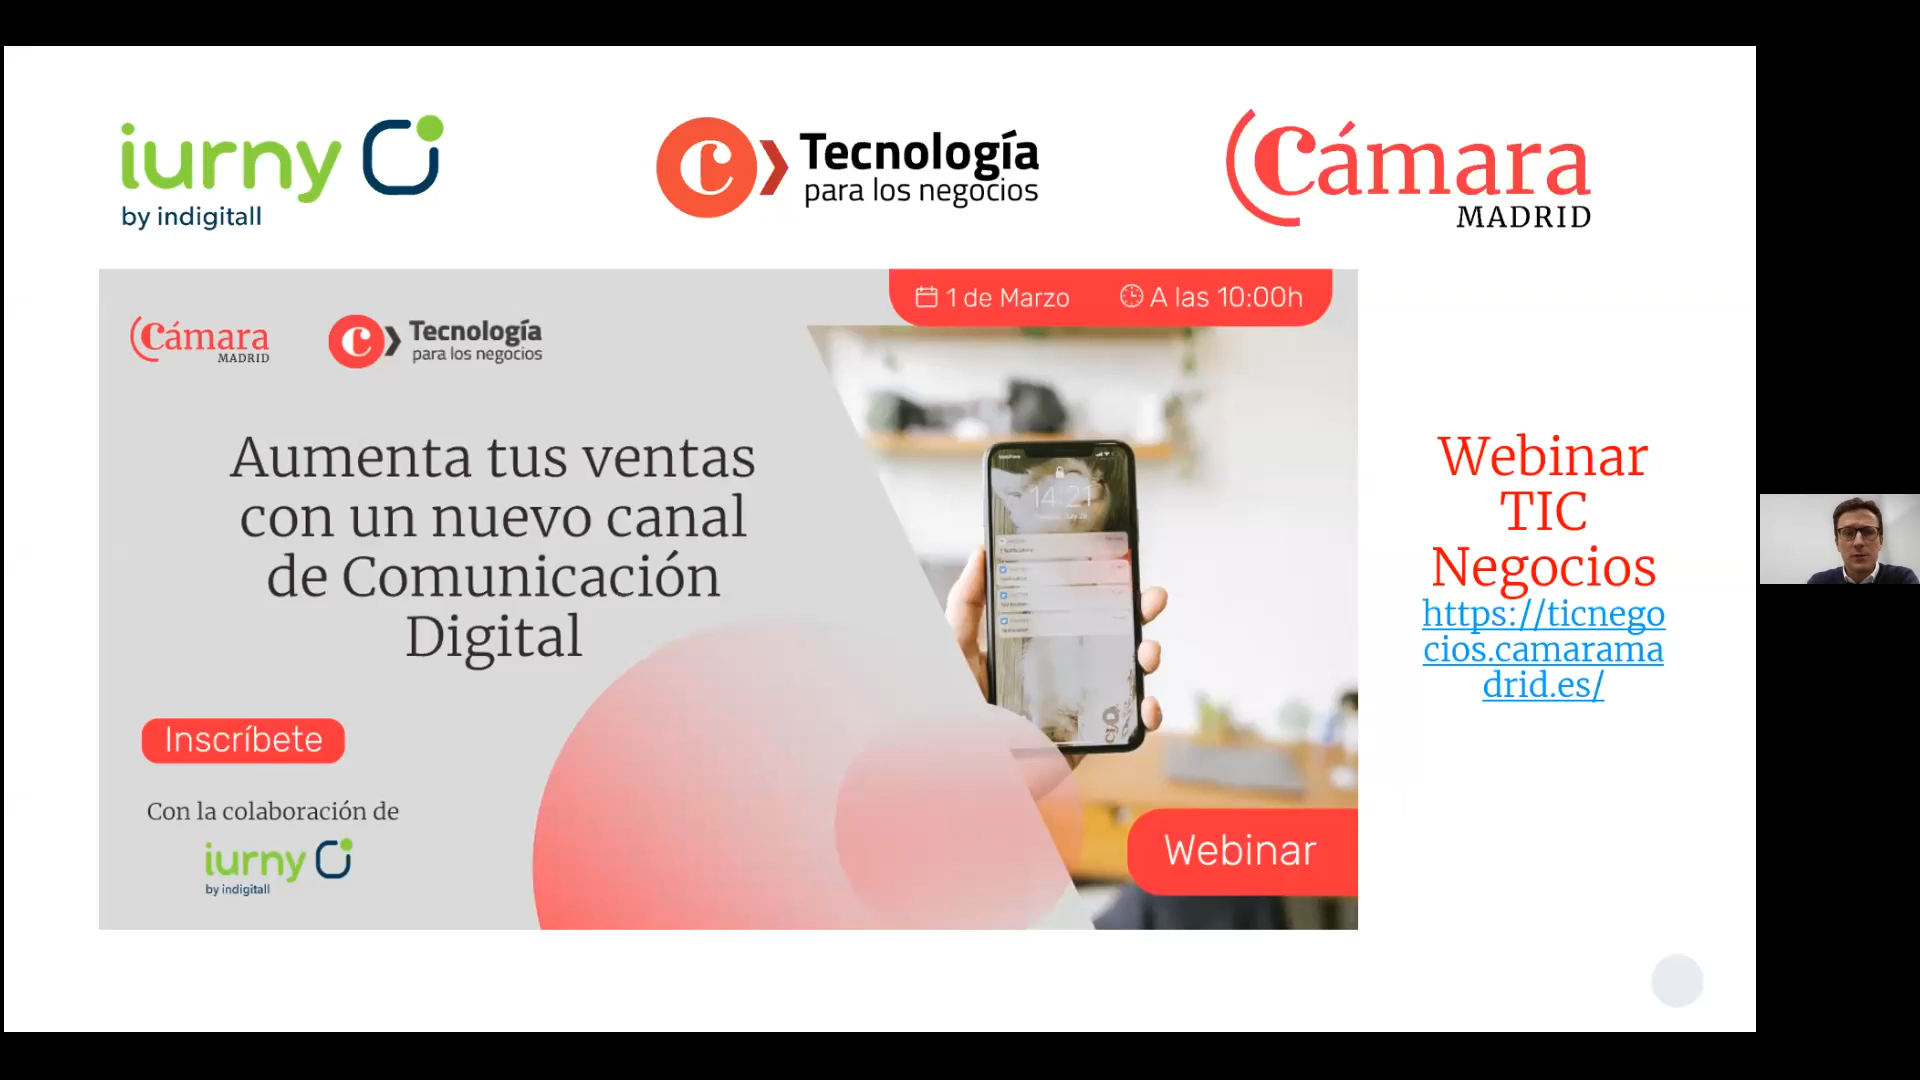 iurny
by indigitall
Tecnología
para los negocios
Cámara
MADRID
1 de Marzo
A las 10:00h
Cámara
MADRID
Tecnología
para los negocios
Aumenta tus ventas
con un nuevo canal
de Comunicación
Digital
14:21
Inscríbete
Con la colaboración de
iurny
by indigitall
Webinar
Webinar
TIC
Negocios
https://ticnego
cios.camarama
drid.es/